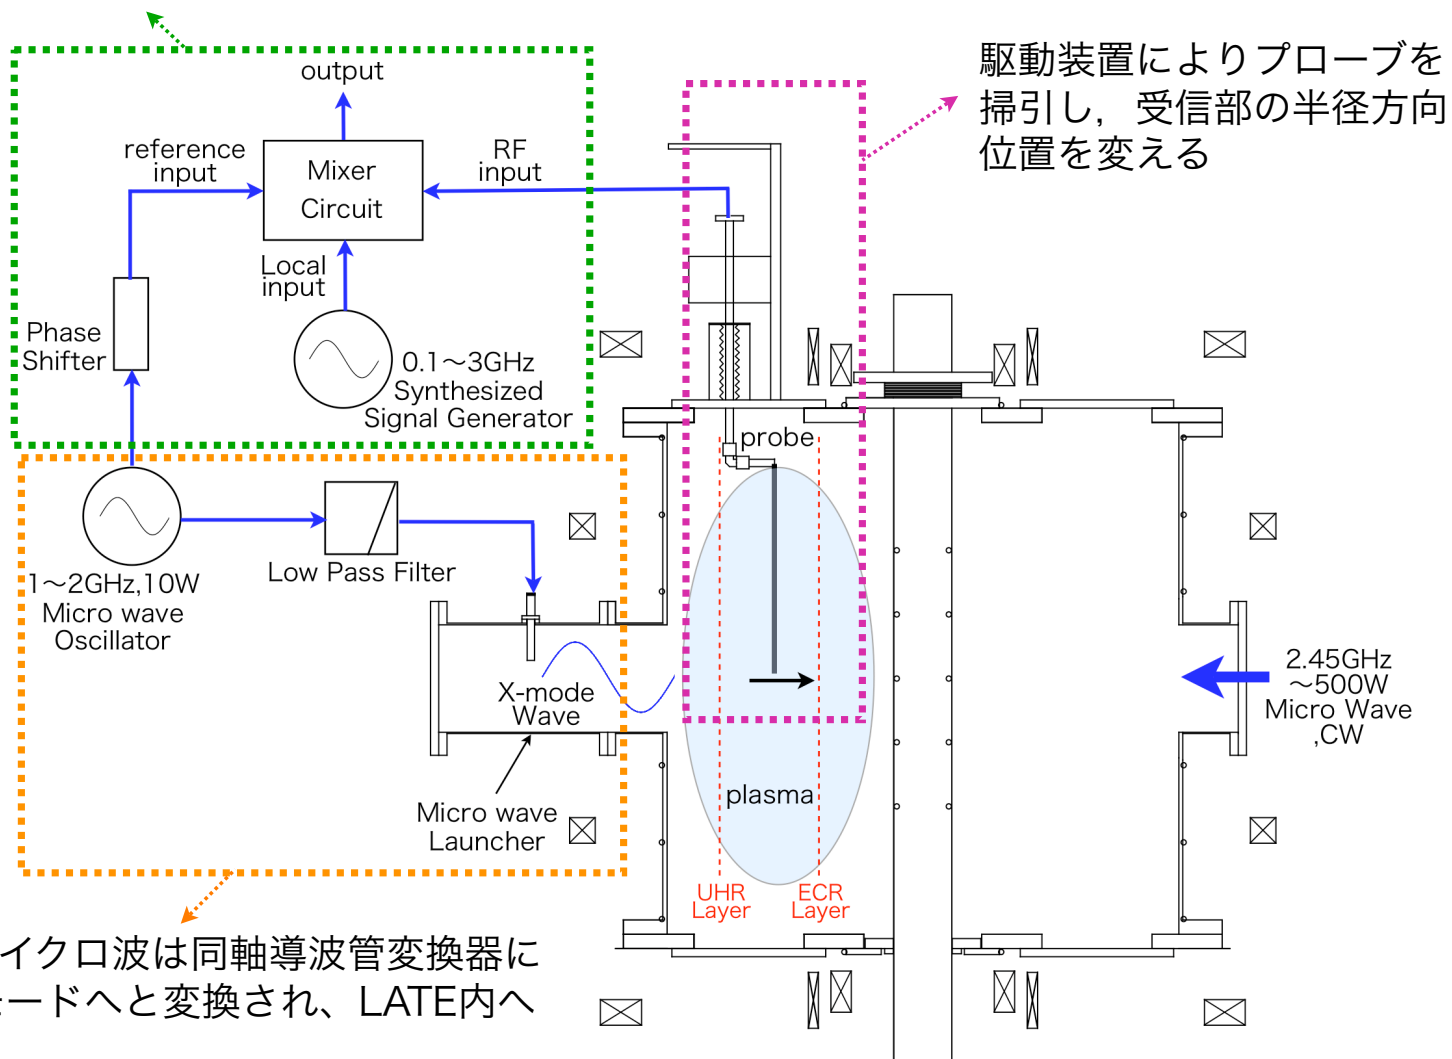 output
駆動装置によりプローブを
掃引し，受信部の半径方向
位置を変える
reference
input
RF
input
Mixer
Circuit
Local
input
Phase
Shifter
0.1〜3GHz
Synthesized
Signal Generator
probe
1〜2GHz,10W
Micro wave
Oscillator
Low Pass Filter
X-mode
Wave
2.45GHz
〜500W
Micro Wave
,CW
plasma
Micro wave
Launcher
UHR
Layer
ECR
Layer
イクロ波は同軸導波管変換器に
ードへと変換され、LATE内へ